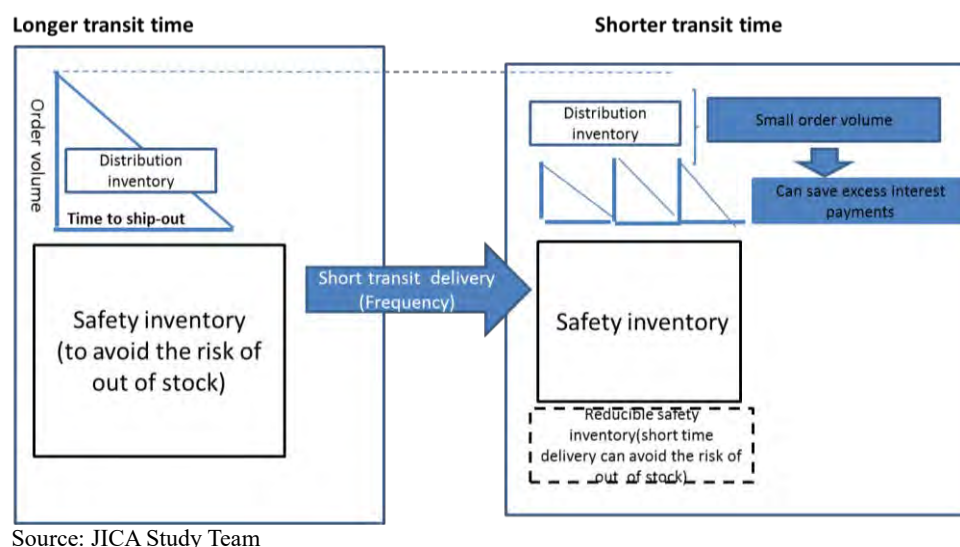 Longer transit time
Shorter transit time
Order volume
Distribution
inventory
Time to ship-out
Safety inventory
(to avoid the risk of
out of stock)
Short transit delivery
(Frequency)
Distribution
inventory
Small order volume
Can save excess interest
payments
Safety inventory
Reducible safety
inventory(short time
delivery can avoid the risk of
out of stock)
Source: JICA Study Team